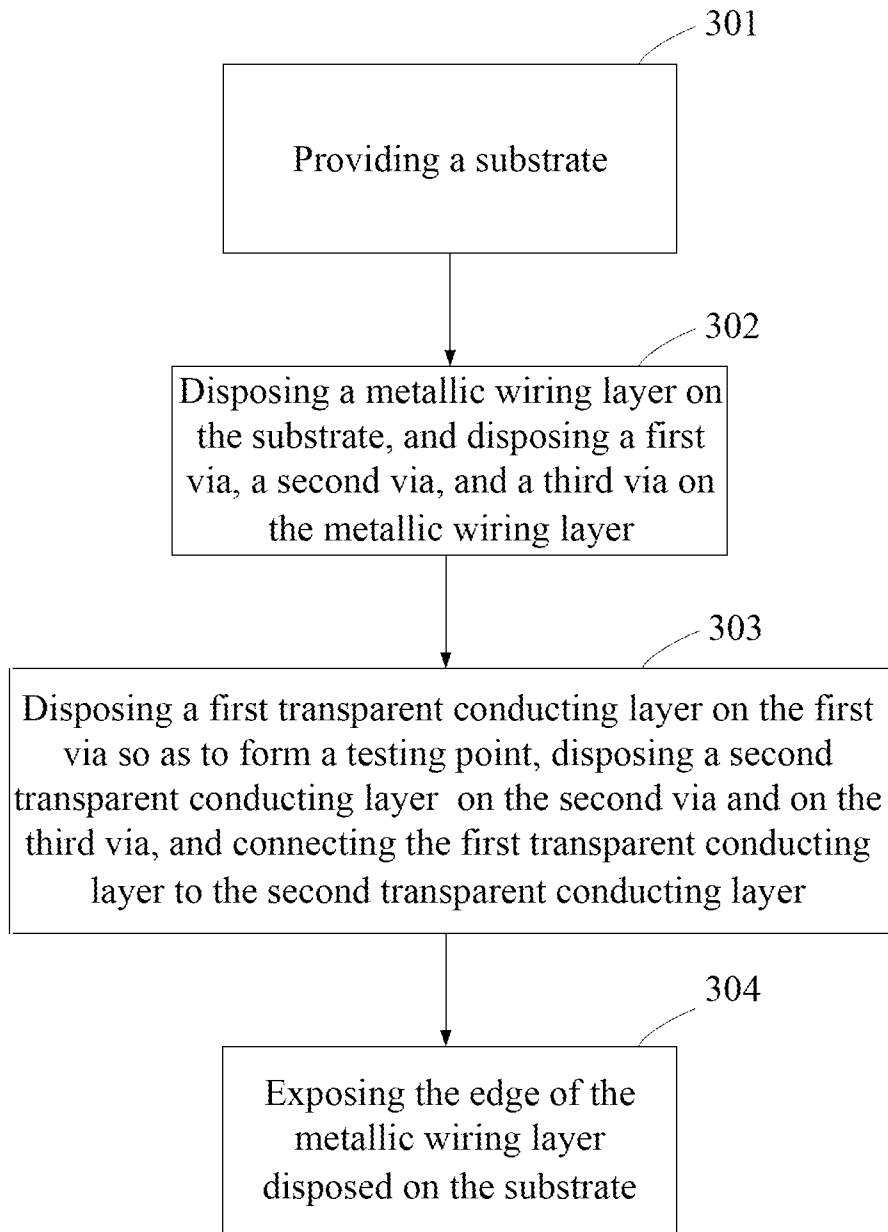 301
Providing a substrate
302
Disposing a metallic wiring layer on
the substrate, and disposing a first
via, a second via, and a third via on
the metallic wiring layer
303
Disposing a first transparent conducting layer on the first
via so as to form a testing point, disposing a second
transparent conducting layer on the second via and on the
third via, and connecting the first transparent conducting
layer to the second transparent conducting layer
304
Exposing the edge of the
metallic wiring layer
disposed on the substrate